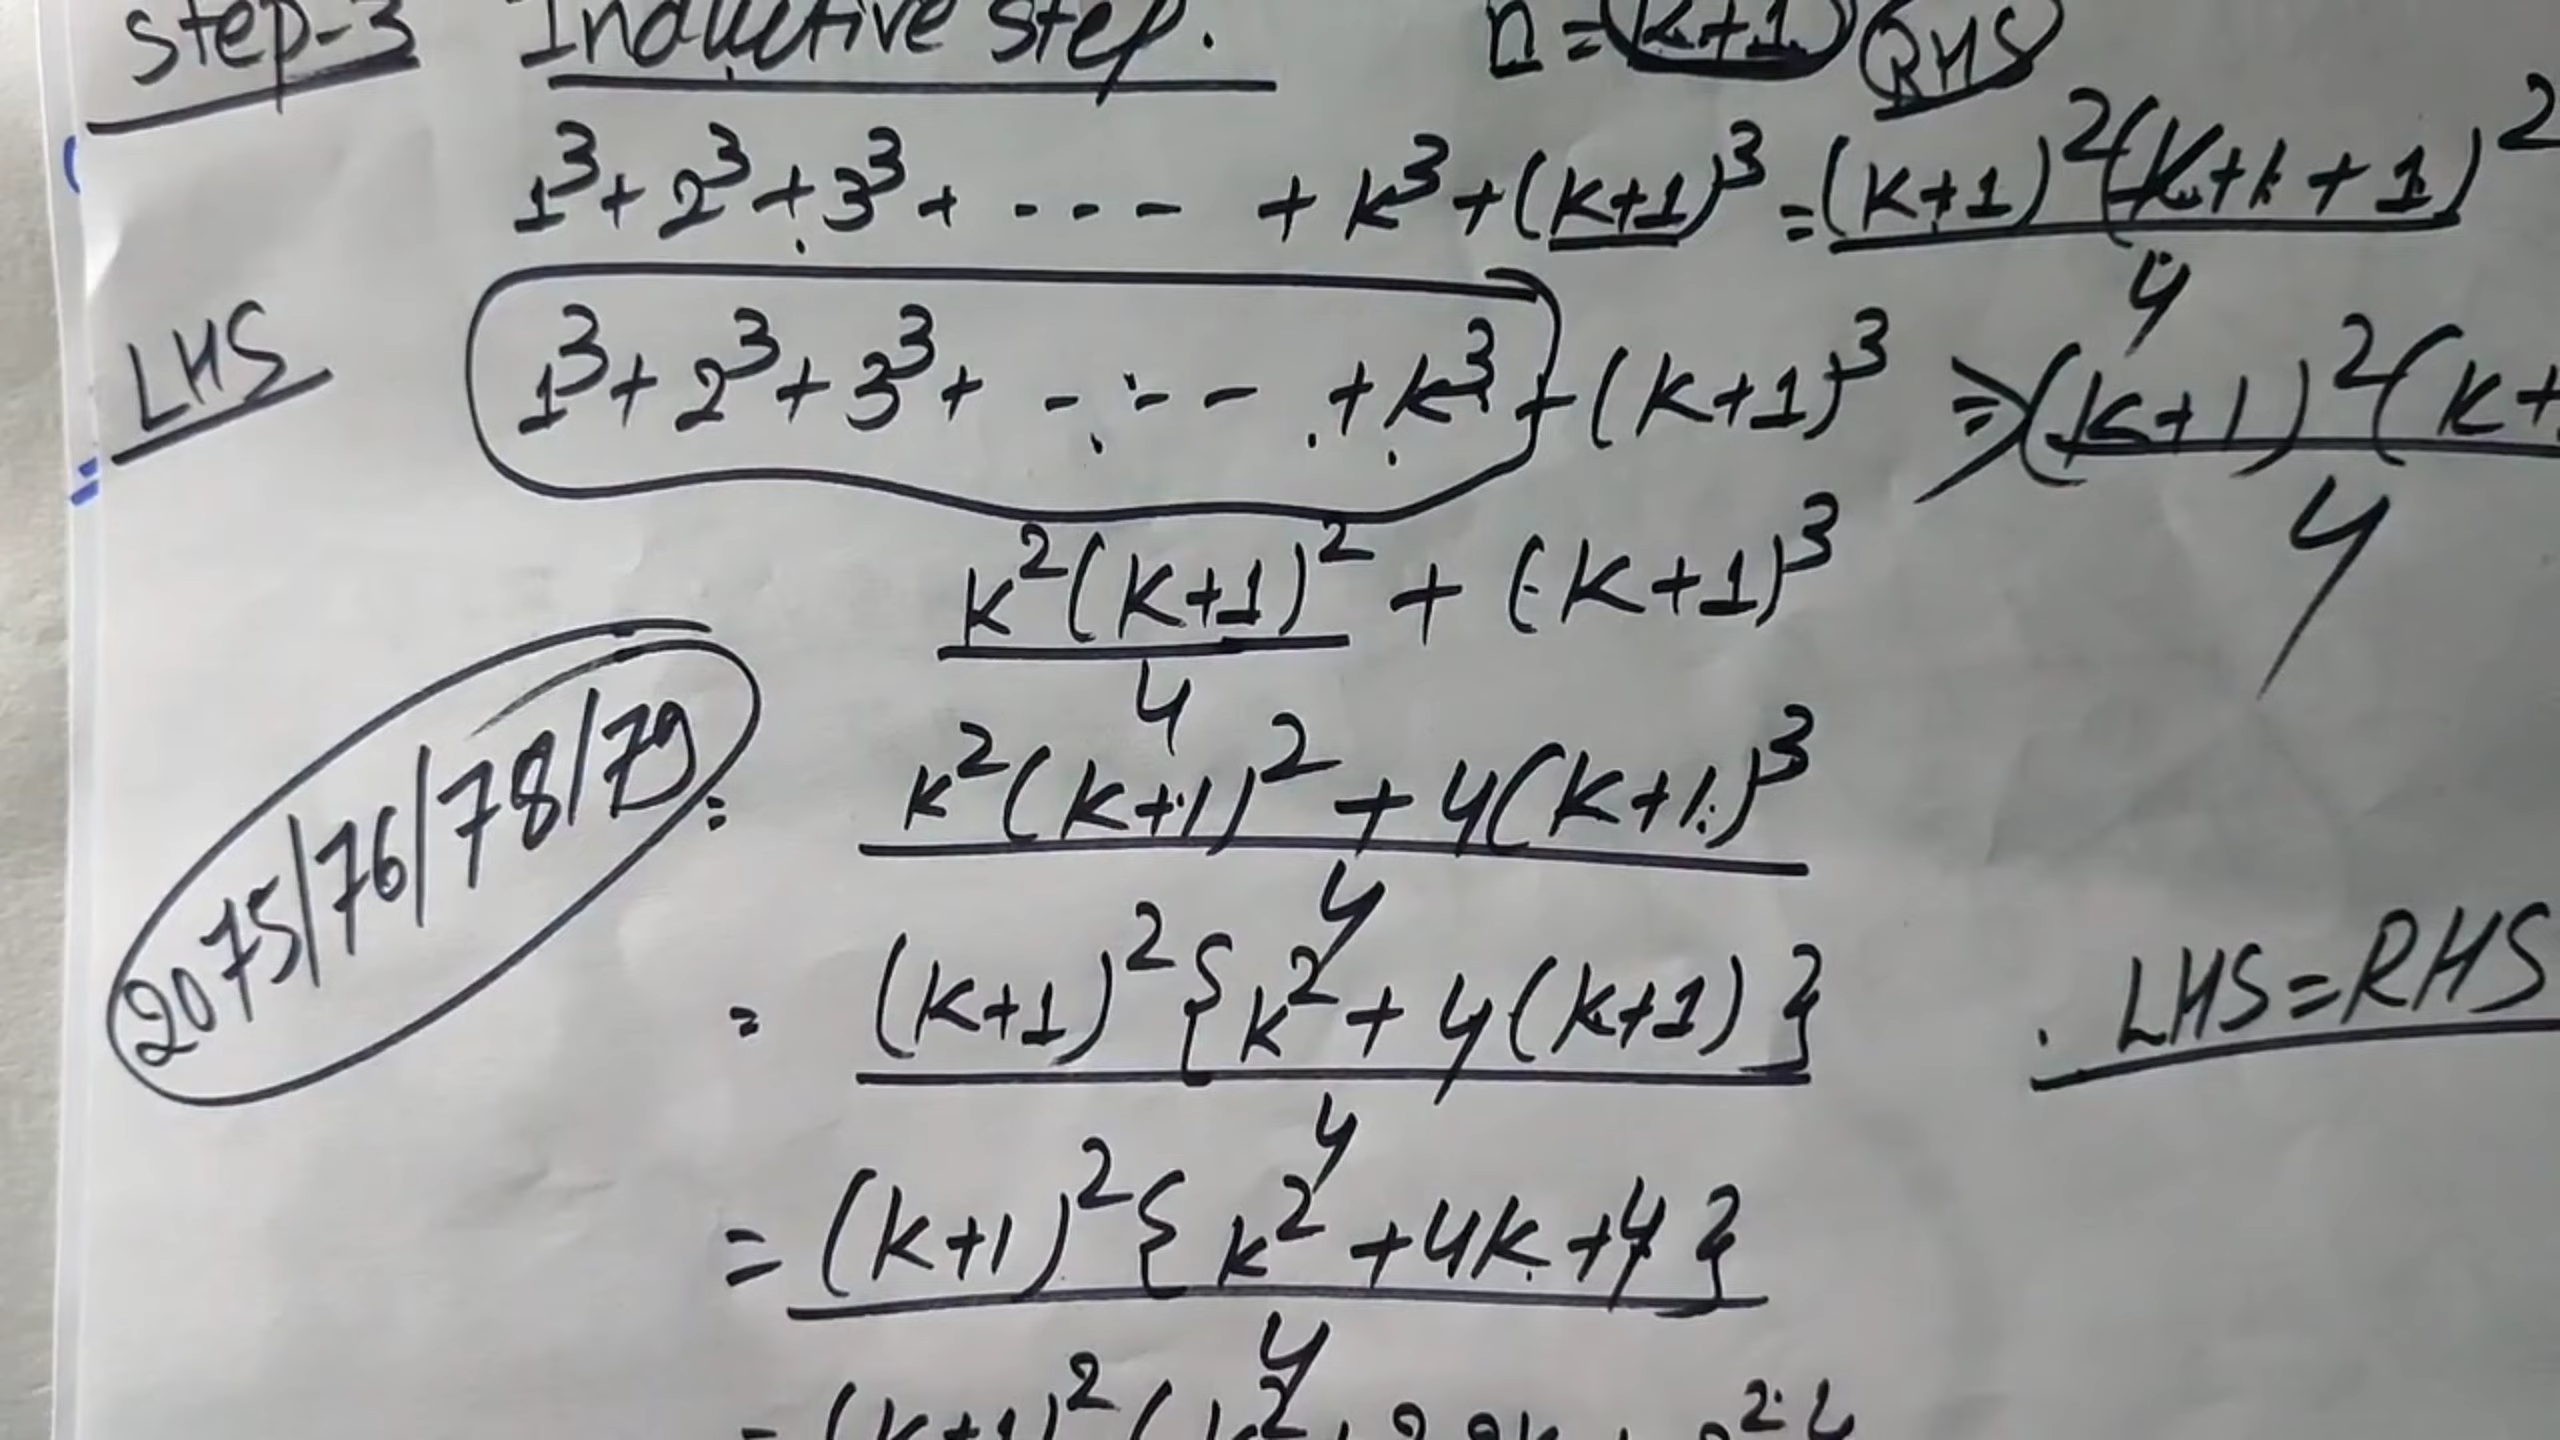 step-3 Inductive step. n=(k+1) RHS
1³+2³+3³+ - - - +k³+(k+1)³=(k+1)²(k+1+1)²
4
LHS 1³+2³+3³+ - - - - +k³+(k+1)³ ⇒(k+1)²(k+
4
k²(k+1)²+(k+1)³
4
2075/76/78/79
= k²(k+1)²+4(k+1)³
4
= (k+1)²{k²+4(k+1)}
4
LHS=RHS
= (k+1)²{k²+4k+4}
4
= (k+1)²(k²